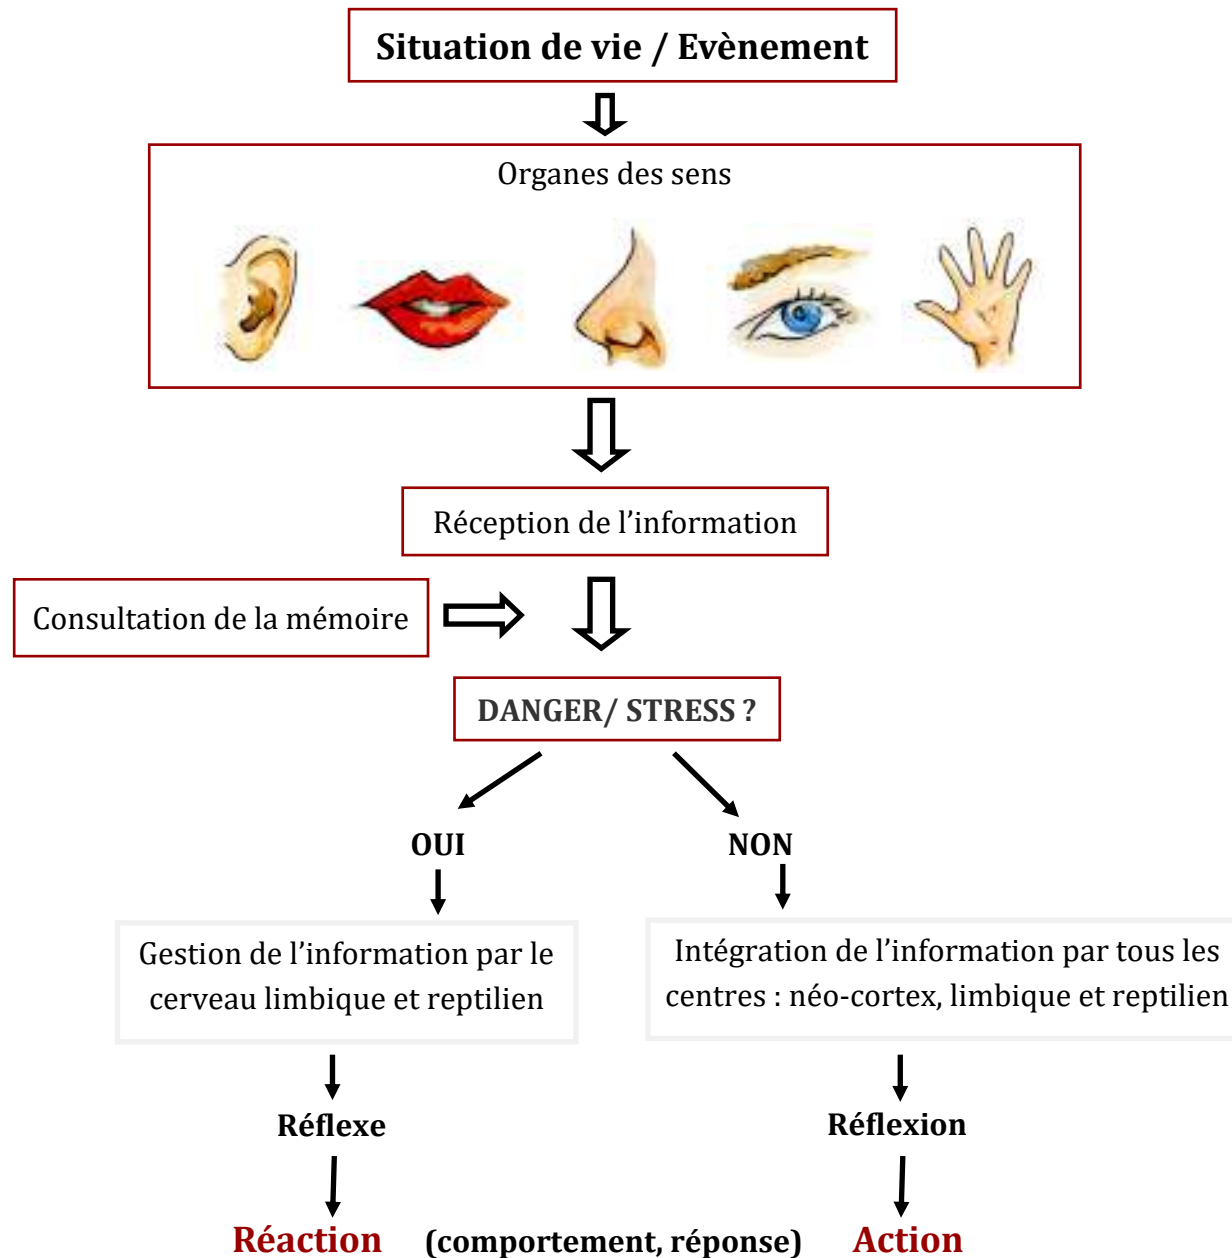 Situation de vie / Evènement
Organes des sens
Réception de l’information
Consultation de la mémoire
DANGER/ STRESS ?
OUI
NON
Gestion de l’information par le
cerveau limbique et reptilien
Intégration de l’information par tous les
centres : néo-cortex, limbique et reptilien
Réflexe
Réflexion
Réaction (comportement, réponse) Action